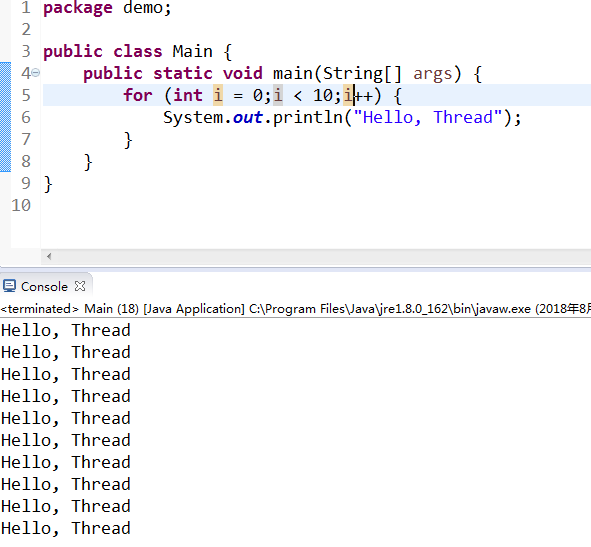 1 package demo;
2
3 public class Main {
4 public static void main(String[] args) {
5 for (int i = 0;i < 10;i++) {
6 System.out.println("Hello, Thread");
7 }
8 }
9 }
10
Console
<terminated> Main (18) [Java Application] C:\Program Files\Java\jre1.8.0_162\bin\javaw.exe (2018年8月
Hello, Thread
Hello, Thread
Hello, Thread
Hello, Thread
Hello, Thread
Hello, Thread
Hello, Thread
Hello, Thread
Hello, Thread
Hello, Thread